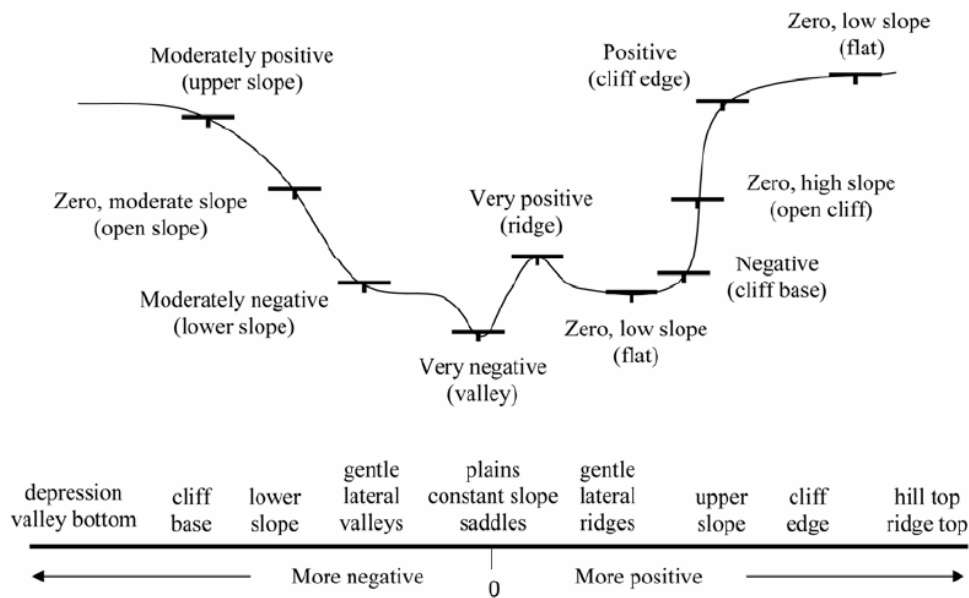 Moderately positive
(upper slope)
Positive
(cliff edge)
Zero, low slope
(flat)
Zero, moderate slope
(open slope)
Very positive
(ridge)
Zero, high slope
(open cliff)
Moderately negative
(lower slope)
Negative
(cliff base)
Zero, low slope
(flat)
Very negative
(valley)
depression
valley bottom
cliff
base
lower
slope
gentle
lateral
valleys
plains
constant slope
saddles
gentle
lateral
ridges
upper
slope
cliff
edge
hill top
ridge top
More negative
0
More positive